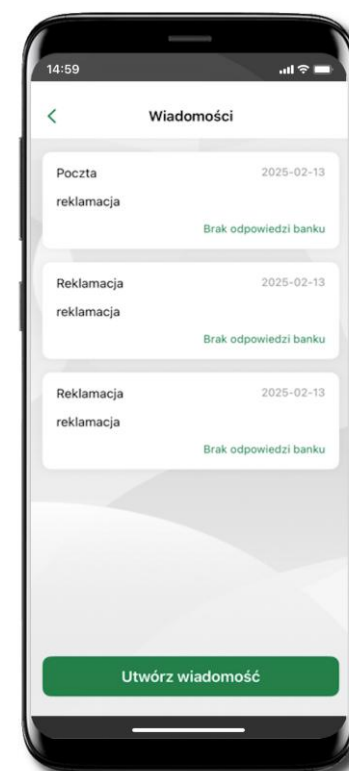 14:59
Wiadomości
Poczta 2025-02-13
reklamacja
Brak odpowiedzi banku
Reklamacja 2025-02-13
reklamacja
Brak odpowiedzi banku
Reklamacja 2025-02-13
reklamacja
Brak odpowiedzi banku
Utwórz wiadomość